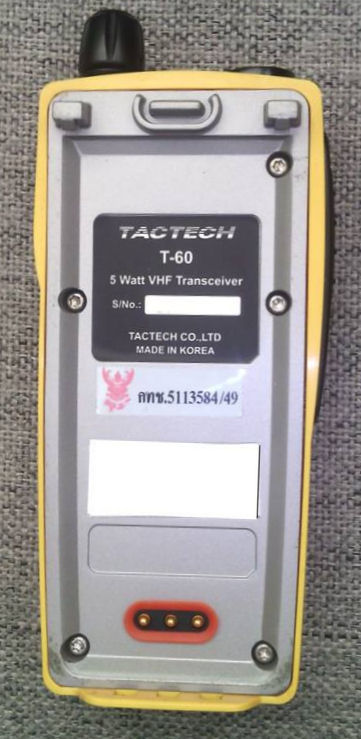 TACTECH
T-60
5 Watt VHF Transceiver
S/No.:
TACTECH CO.,LTD
MADE IN KOREA
กทช.5113584/49